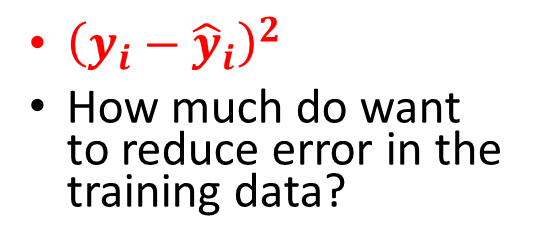 • (yᵢ − ŷᵢ)²
• How much do want
to reduce error in the
training data?